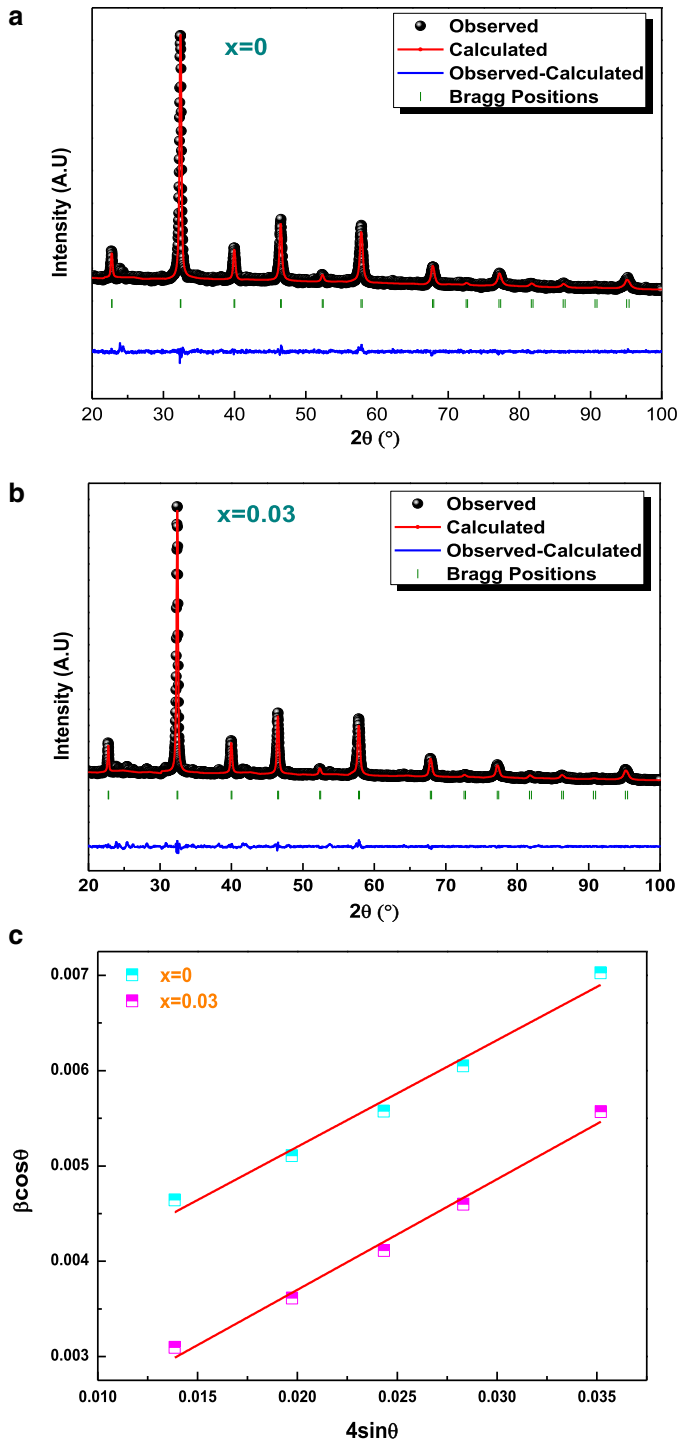 a
x=0
Observed
Calculated
Observed-Calculated
Bragg Positions
Intensity (A.U)
20 30 40 50 60 70 80 90 100
2θ (°)
b
x=0.03
Observed
Calculated
Observed-Calculated
Bragg Positions
Intensity (A.U)
20 30 40 50 60 70 80 90 100
2θ (°)
c
x=0
x=0.03
0.007
0.006
0.005
0.004
0.003
βcosθ
0.010 0.015 0.020 0.025 0.030 0.035
4sinθ